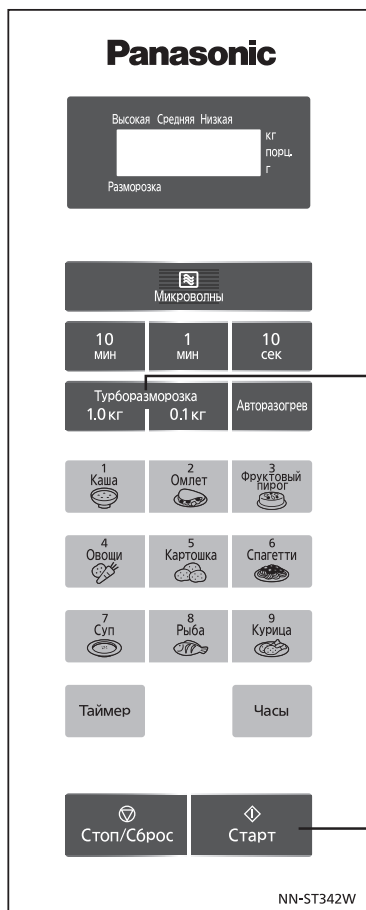 Panasonic
Высокая Средняя Низкая
кг
порц.
г
Разморозка
Микроволны
10 мин
1 мин
10 сек
Турборазморозка
1.0 кг 0.1 кг
Авторазогрев
1
Каша
2
Омлет
3
Фруктовый
пирог
4
Овощи
5
Картошка
6
Спагетти
7
Суп
8
Рыба
9
Курица
Таймер
Часы
Стоп/Сброс
Старт
NN-ST342W